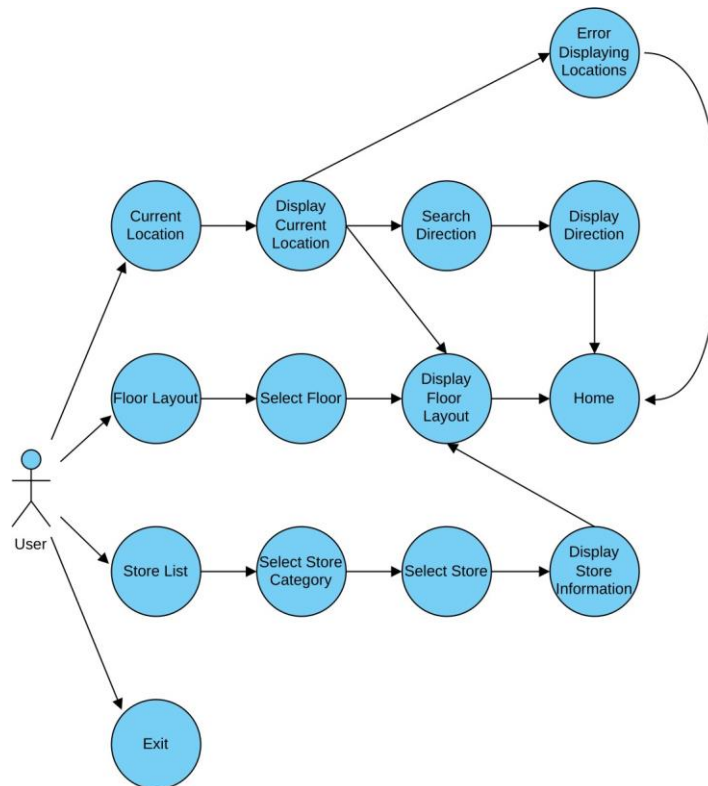 Error
Displaying
Locations
Current
Location
Display
Current
Location
Search
Direction
Display
Direction
Floor Layout
Select Floor
Display
Floor
Layout
Home
User
Store List
Select Store
Category
Select Store
Display
Store
Information
Exit